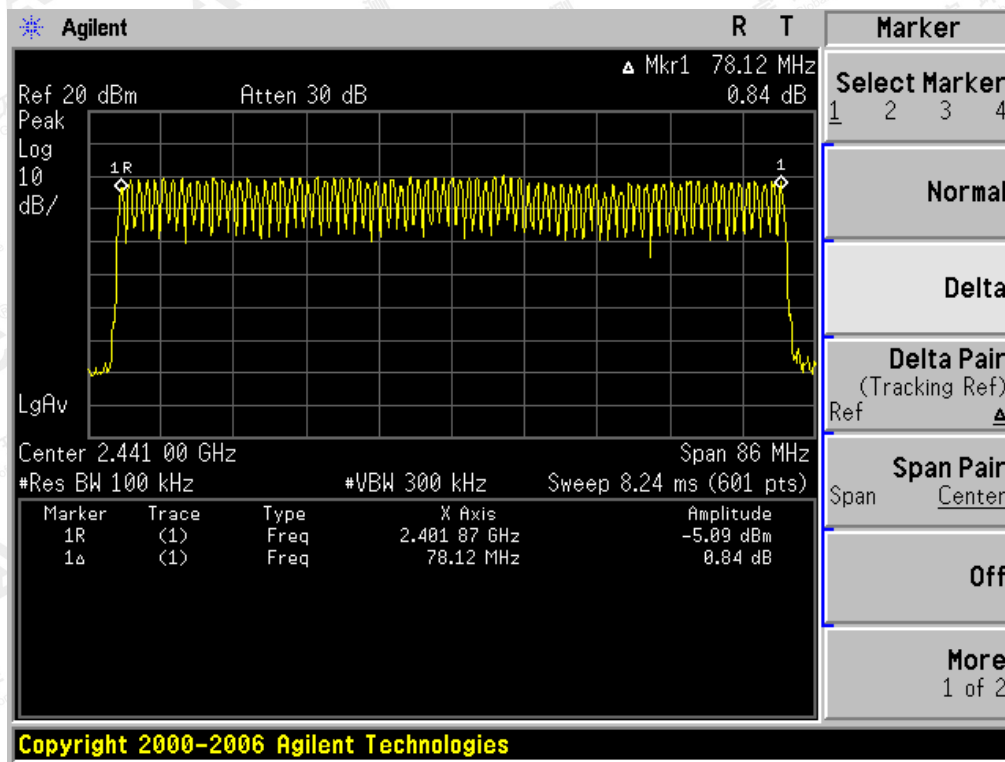 Agilent R T
△ Mkr1 78.12 MHz
Ref 20 dBm Atten 30 dB 0.84 dB
Peak
Log
10
dB/
1R
1
LgAv
Center 2.441 00 GHz Span 86 MHz
#Res BW 100 kHz #VBW 300 kHz Sweep 8.24 ms (601 pts)
Marker Trace Type X Axis Amplitude
1R (1) Freq 2.401 87 GHz -5.09 dBm
1△ (1) Freq 78.12 MHz 0.84 dB
Marker
Select Marker
1 2 3 4
Normal
Delta
Delta Pair
(Tracking Ref)
Ref △
Span Pair
Span Center
Off
More
1 of 2
Copyright 2000-2006 Agilent Technologies